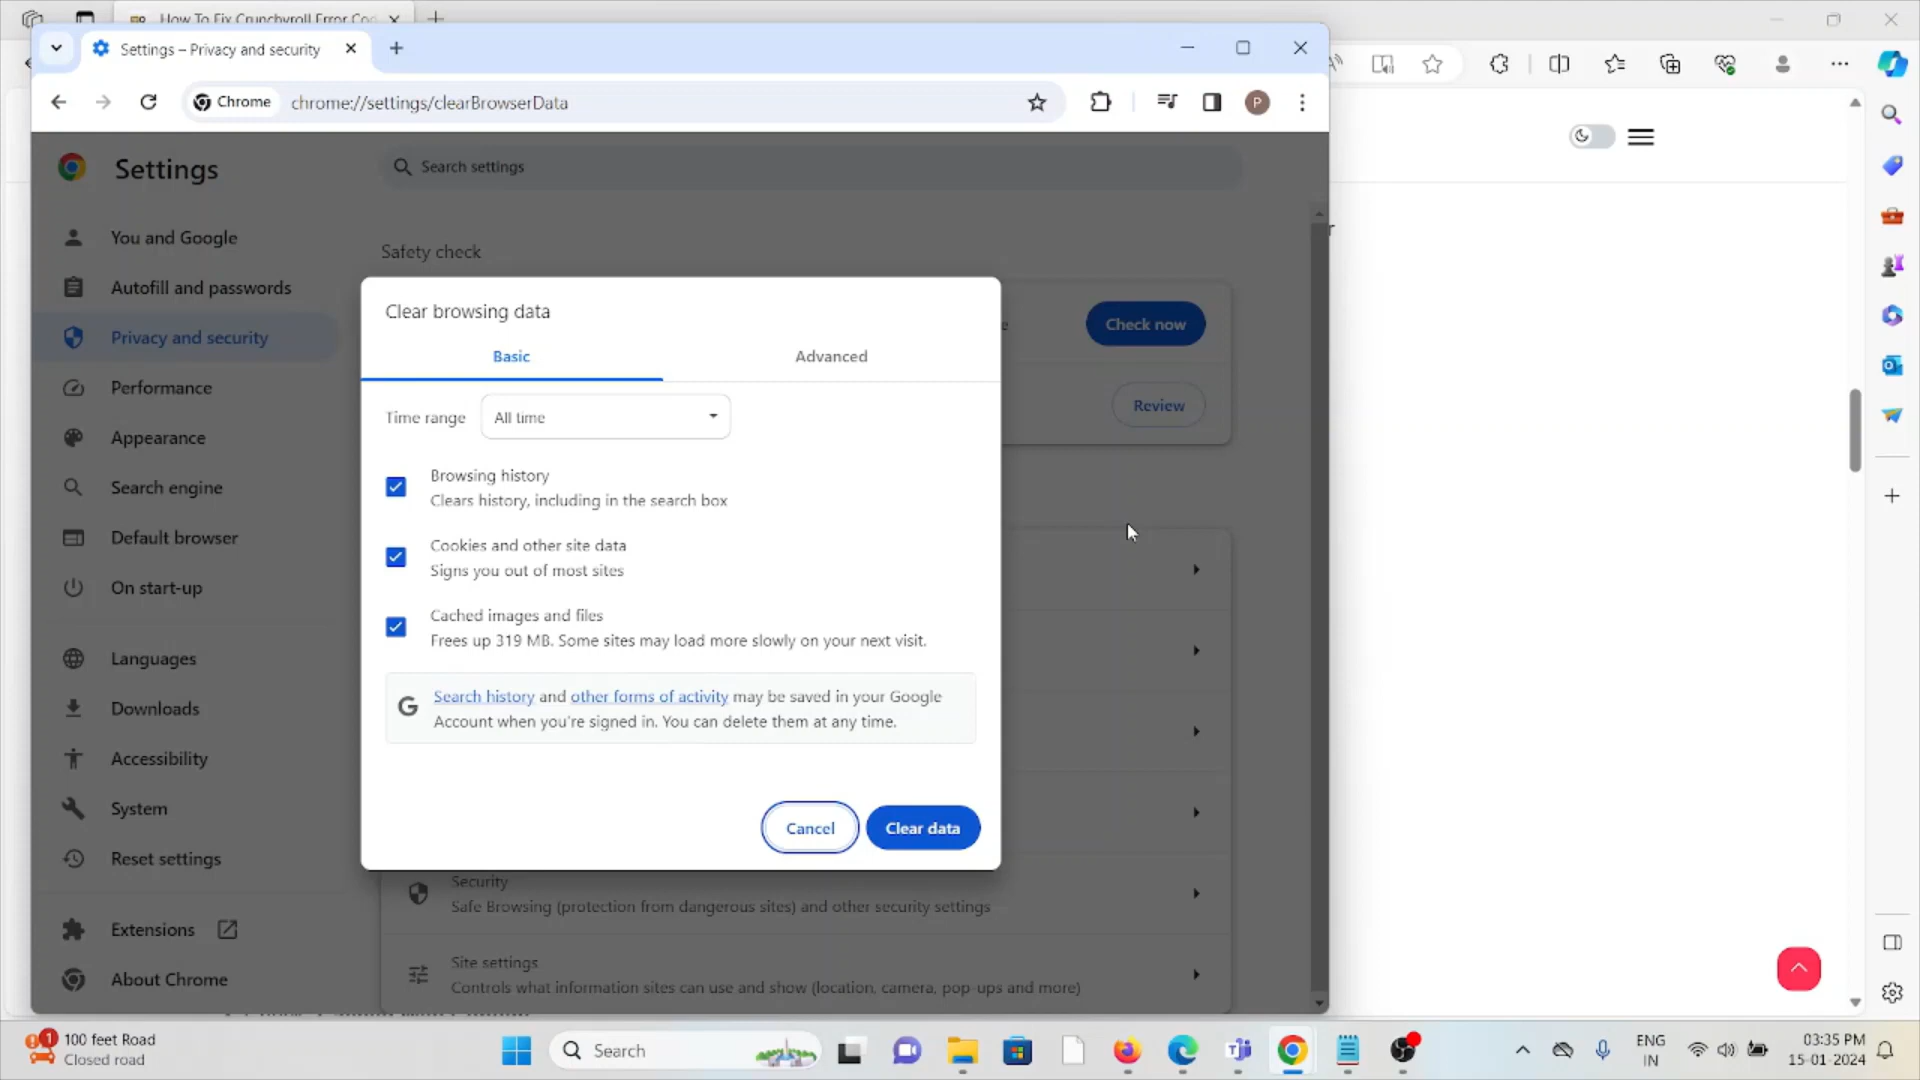 How To Fix Crunchyroll Error Cod
Settings – Privacy and security
Chrome
chrome://settings/clearBrowserData
P
Settings
Search settings
You and Google
Autofill and passwords
Privacy and security
Performance
Appearance
Search engine
Default browser
On start-up
Languages
Downloads
Accessibility
System
Reset settings
Extensions
About Chrome
Safety check
Check now
Review
Clear browsing data
Basic
Advanced
Time range
All time
Browsing history
Clears history, including in the search box
Cookies and other site data
Signs you out of most sites
Cached images and files
Frees up 319 MB. Some sites may load more slowly on your next visit.
Search history and other forms of activity may be saved in your Google
Account when you're signed in. You can delete them at any time.
Cancel
Clear data
Security
Safe Browsing (protection from dangerous sites) and other security settings
Site settings
Controls what information sites can use and show (location, camera, pop-ups and more)
1
100 feet Road
Closed road
Search
ENG
IN
03:35 PM
15-01-2024